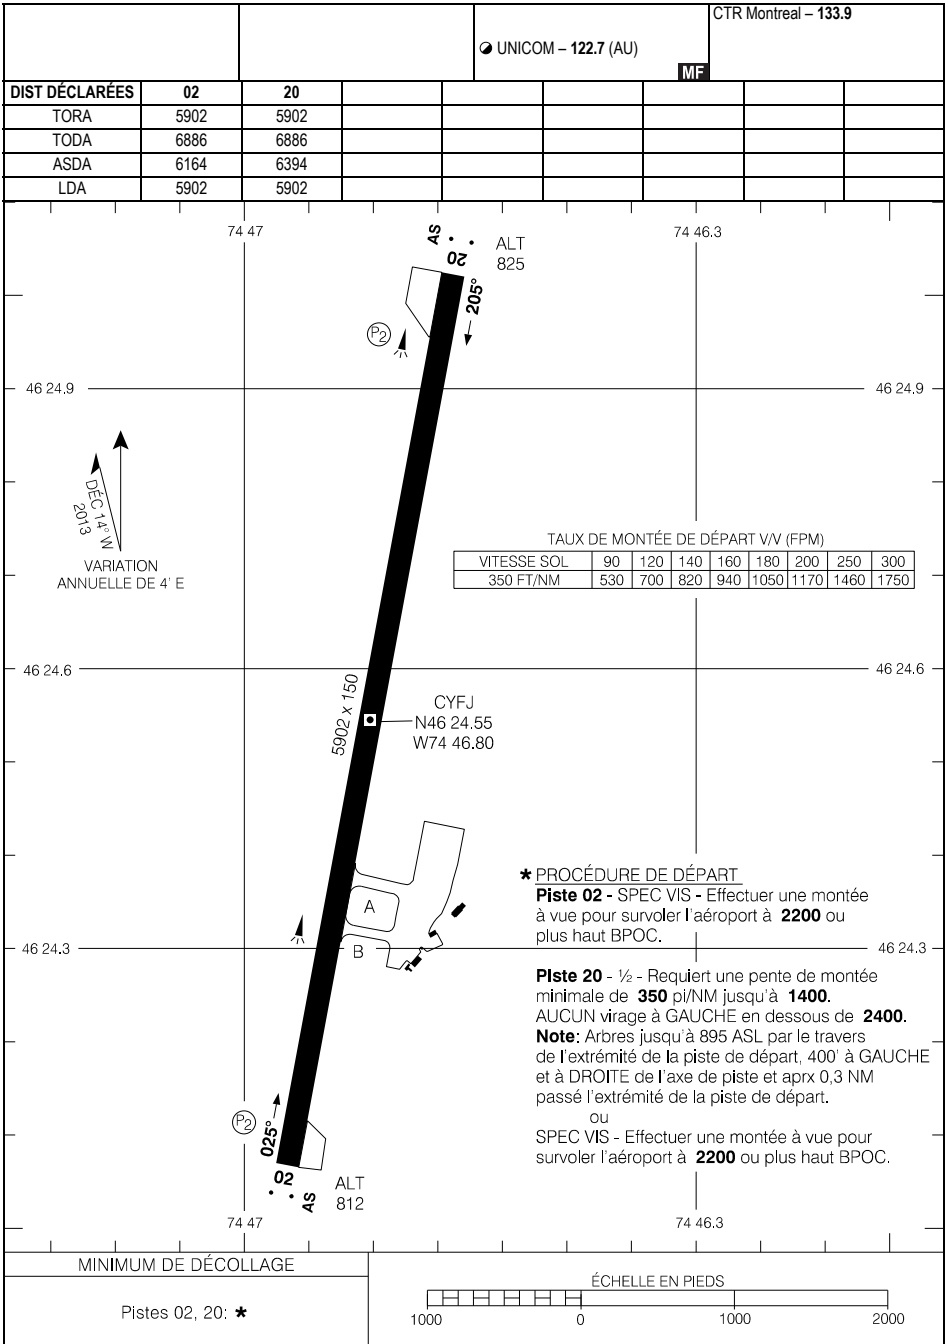 CTR Montreal – 133.9
UNICOM – 122.7 (AU)
MF
DIST DÉCLARÉES 02 20
TORA 5902 5902
TODA 6886 6886
ASDA 6164 6394
LDA 5902 5902
74 47
74 46.3
AS
20
ALT
825
205°
P2
46 24.9
46 24.9
DÉC 14° W
2013
VARIATION
ANNUELLE DE 4' E
TAUX DE MONTÉE DE DÉPART V/V (FPM)
VITESSE SOL 90 120 140 160 180 200 250 300
350 FT/NM 530 700 820 940 1050 1170 1460 1750
46 24.6
46 24.6
5902 x 150
CYFJ
N46 24.55
W74 46.80
A
B
* PROCÉDURE DE DÉPART
Piste 02 - SPEC VIS - Effectuer une montée
à vue pour survoler l'aéroport à 2200 ou
plus haut BPOC.
46 24.3
46 24.3
Piste 20 - ½ - Requiert une pente de montée
minimale de 350 pi/NM jusqu'à 1400.
AUCUN virage à GAUCHE en dessous de 2400.
Note: Arbres jusqu'à 895 ASL par le travers
de l'extrémité de la piste de départ, 400' à GAUCHE
et à DROITE de l'axe de piste et aprx 0,3 NM
passé l'extrémité de la piste de départ.
ou
SPEC VIS - Effectuer une montée à vue pour
survoler l'aéroport à 2200 ou plus haut BPOC.
P2
025°
02
AS
ALT
812
74 47
74 46.3
MINIMUM DE DÉCOLLAGE
Pistes 02, 20: *
ÉCHELLE EN PIEDS
1000 0 1000 2000